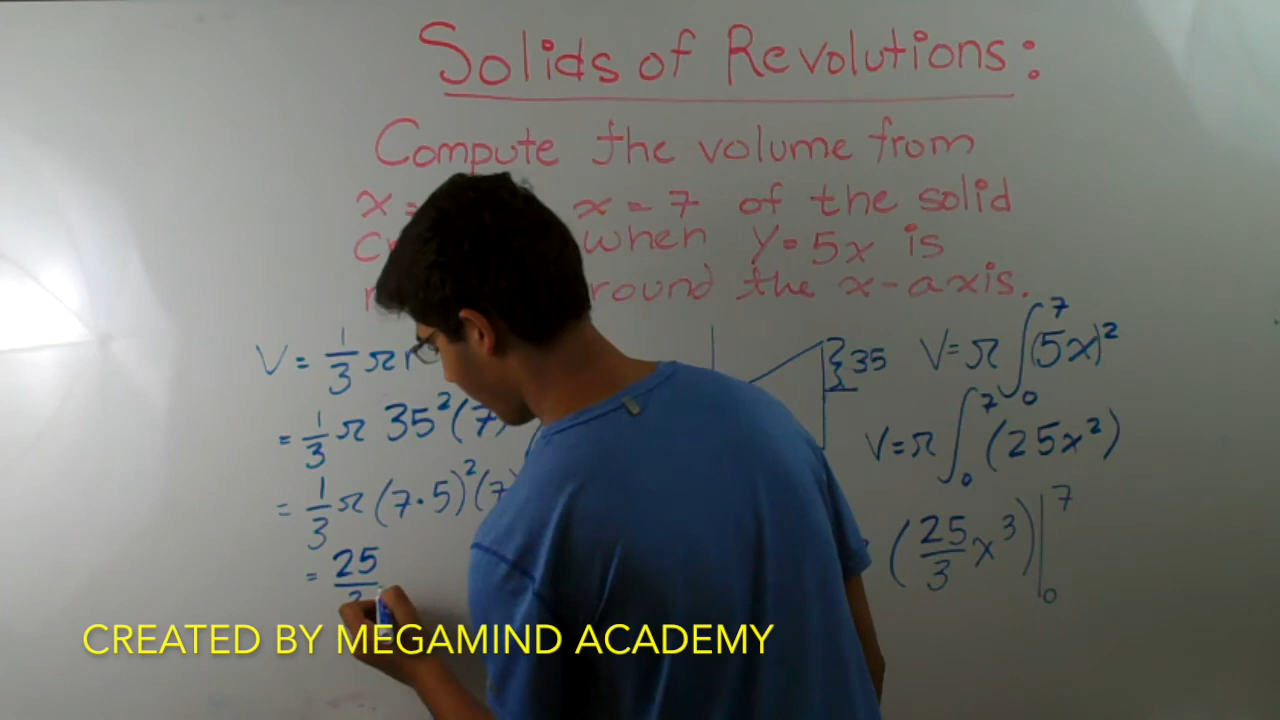 Solids of Revolutions:
Compute the volume from
x = x = 7 of the solid
when y = 5x is
the x-axis.
V = 1/3 π r
= 1/3 π 35²(7)
= 1/3 π (7·5)²(7
= 25/
35
V = π ∫₀⁷ (5x)²
V = π ∫₀⁷ (25x²)
(25/3 x³)|₀⁷
CREATED BY MEGAMIND ACADEMY